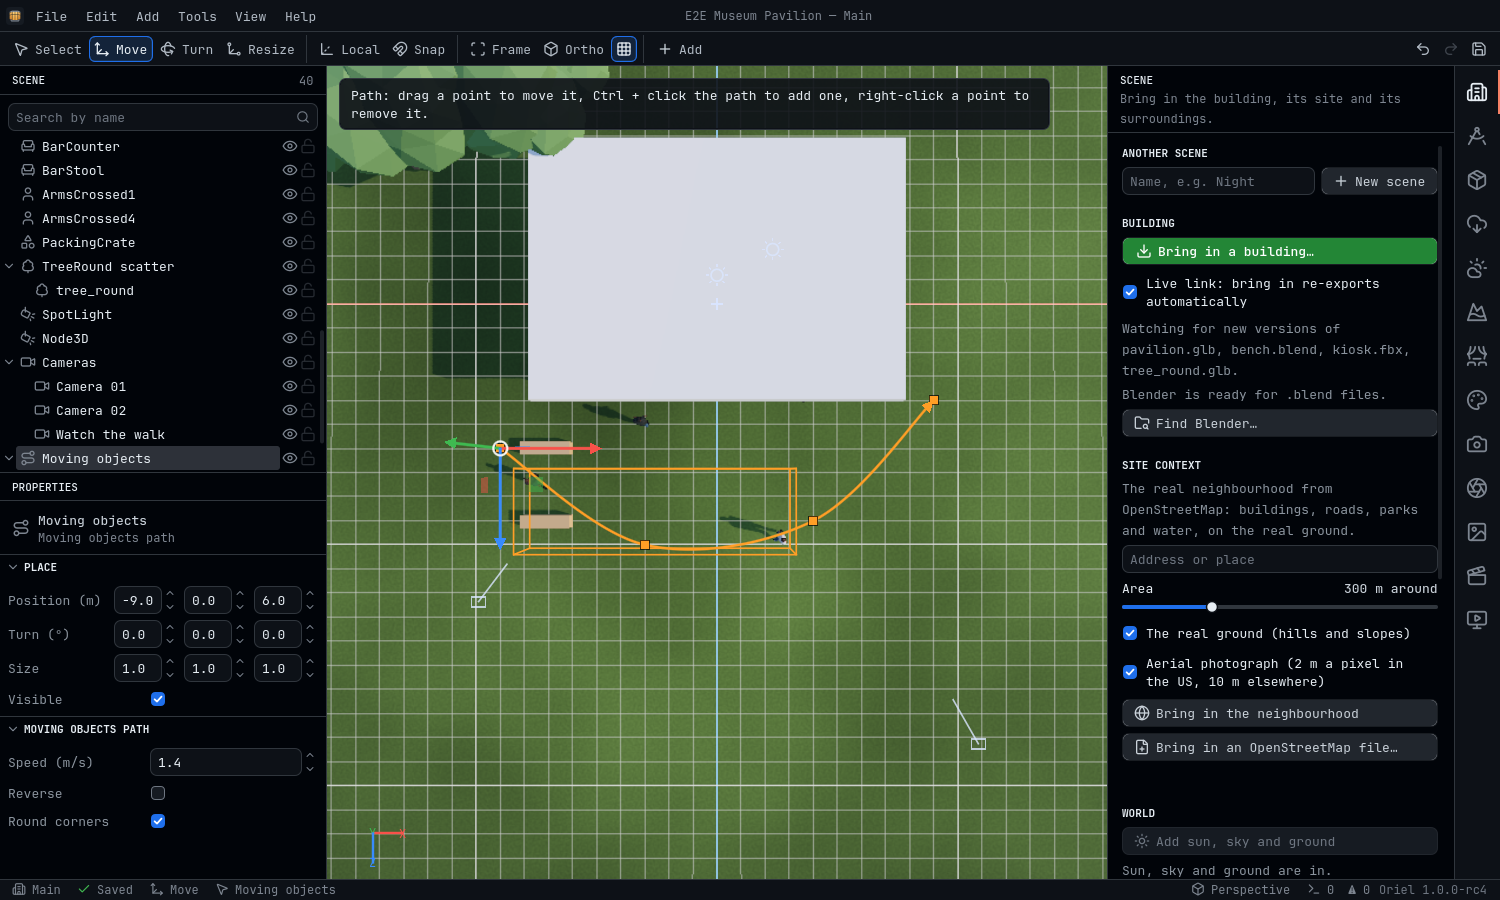 File Edit Add Tools View Help
E2E Museum Pavilion — Main
Select Move Turn Resize Local Snap Frame Ortho Add
SCENE 40
Search by name
BarCounter
BarStool
ArmsCrossed1
ArmsCrossed4
PackingCrate
TreeRound scatter
tree_round
SpotLight
Node3D
Cameras
Camera 01
Camera 02
Watch the walk
Moving objects
PROPERTIES
Moving objects
Moving objects path
PLACE
Position (m) -9.0 0.0 6.0
Turn (°) 0.0 0.0 0.0
Size 1.0 1.0 1.0
Visible
MOVING OBJECTS PATH
Speed (m/s) 1.4
Reverse
Round corners
Path: drag a point to move it, Ctrl + click the path to add one, right-click a point to
remove it.
Y
X
Z
SCENE
Bring in the building, its site and its
surroundings.
ANOTHER SCENE
Name, e.g. Night New scene
BUILDING
Bring in a building…
Live link: bring in re-exports
automatically
Watching for new versions of
pavilion.glb, bench.blend, kiosk.fbx,
tree_round.glb.
Blender is ready for .blend files.
Find Blender…
SITE CONTEXT
The real neighbourhood from
OpenStreetMap: buildings, roads, parks
and water, on the real ground.
Address or place
Area 300 m around
The real ground (hills and slopes)
Aerial photograph (2 m a pixel in
the US, 10 m elsewhere)
Bring in the neighbourhood
Bring in an OpenStreetMap file…
WORLD
Add sun, sky and ground
Sun, sky and ground are in.
Main Saved Move Moving objects
Perspective 0 0 Oriel 1.0.0-rc4